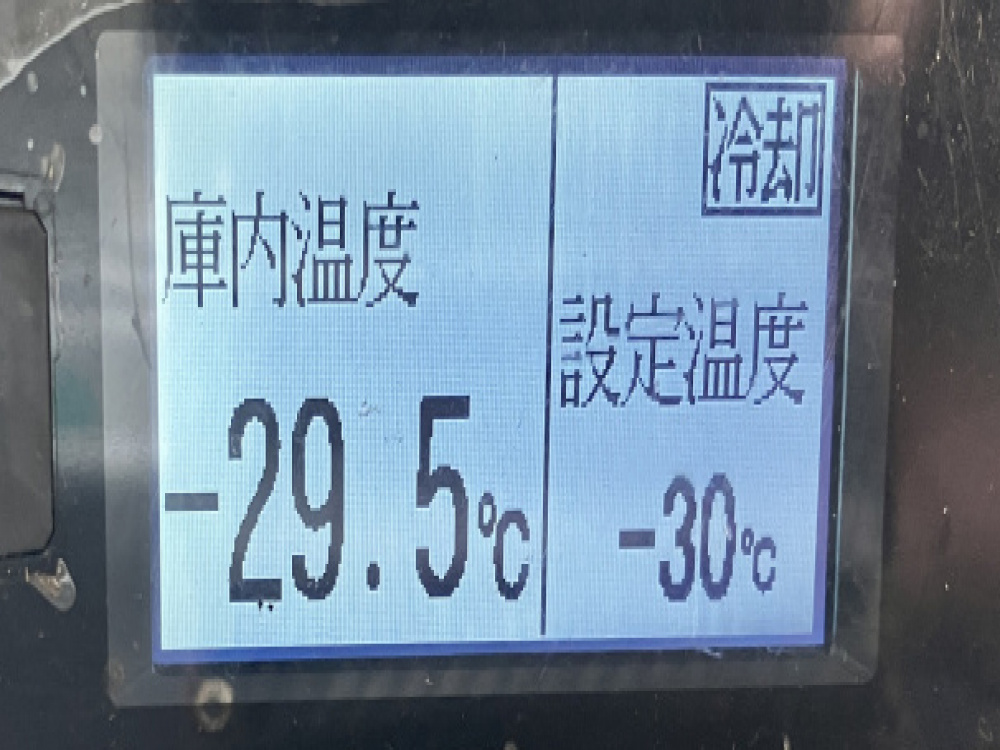 庫内温度
-29.5℃
冷却
設定温度
-30℃